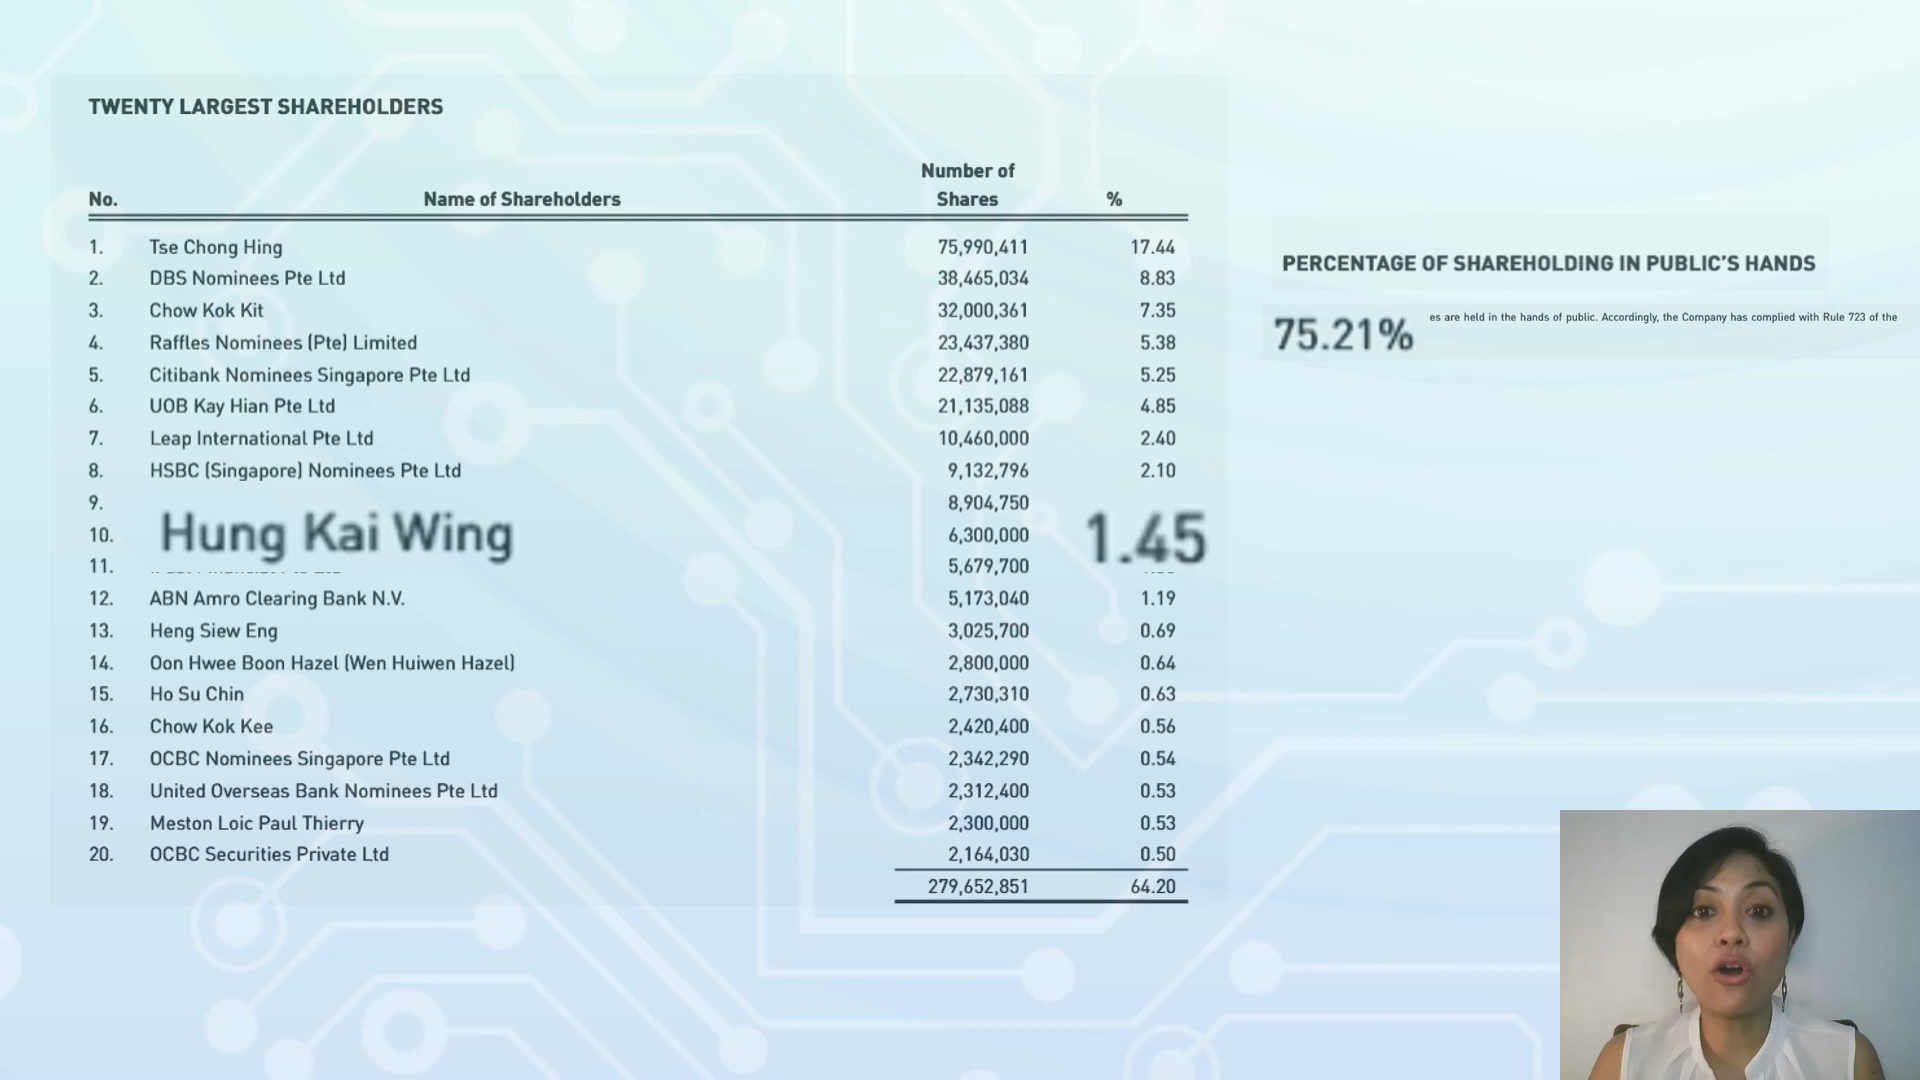 TWENTY LARGEST SHAREHOLDERS
No. Name of Shareholders Number of Shares %
1. Tse Chong Hing 75,990,411 17.44
2. DBS Nominees Pte Ltd 38,465,034 8.83
3. Chow Kok Kit 32,000,361 7.35
4. Raffles Nominees (Pte) Limited 23,437,380 5.38
5. Citibank Nominees Singapore Pte Ltd 22,879,161 5.25
6. UOB Kay Hian Pte Ltd 21,135,088 4.85
7. Leap International Pte Ltd 10,460,000 2.40
8. HSBC (Singapore) Nominees Pte Ltd 9,132,796 2.10
9. 8,904,750
10. Hung Kai Wing 6,300,000 1.45
11. 5,679,700
12. ABN Amro Clearing Bank N.V. 5,173,040 1.19
13. Heng Siew Eng 3,025,700 0.69
14. Oon Hwee Boon Hazel (Wen Huiwen Hazel) 2,800,000 0.64
15. Ho Su Chin 2,730,310 0.63
16. Chow Kok Kee 2,420,400 0.56
17. OCBC Nominees Singapore Pte Ltd 2,342,290 0.54
18. United Overseas Bank Nominees Pte Ltd 2,312,400 0.53
19. Meston Loic Paul Thierry 2,300,000 0.53
20. OCBC Securities Private Ltd 2,164,030 0.50
279,652,851 64.20
PERCENTAGE OF SHAREHOLDING IN PUBLIC'S HANDS
75.21% es are held in the hands of public. Accordingly, the Company has complied with Rule 723 of the